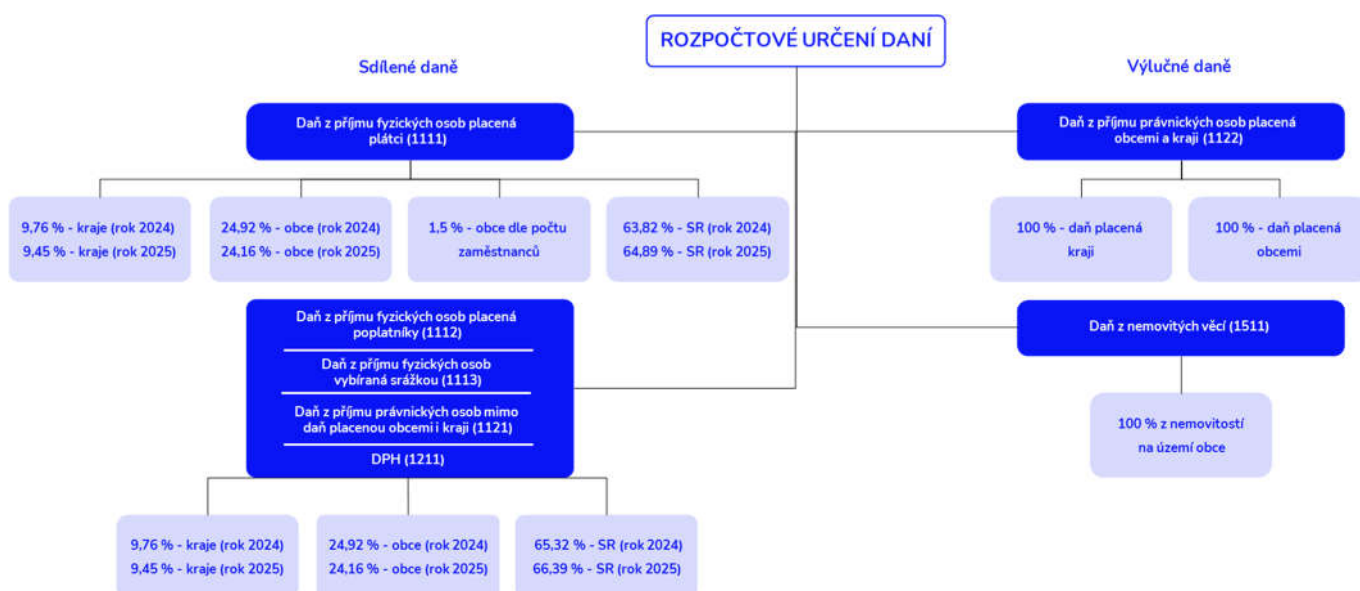 ROZPOČTOVÉ URČENÍ DANÍ
Sdílené daně
Výlučné daně
Daň z příjmu fyzických osob placená
plátci (1111)
Daň z příjmu právnických osob placená
obcemi a kraji (1122)
9,76 % - kraje (rok 2024)
9,45 % - kraje (rok 2025)
24,92 % - obce (rok 2024)
24,16 % - obce (rok 2025)
1,5 % - obce dle počtu
zaměstnanců
63,82 % - SR (rok 2024)
64,89 % - SR (rok 2025)
100 % - daň placená
kraji
100 % - daň placená
obcemi
Daň z příjmu fyzických osob placená
poplatníky (1112)
Daň z příjmu fyzických osob
vybíraná srážkou (1113)
Daň z příjmu právnických osob mimo
daň placenou obcemi i kraji (1121)
DPH (1211)
Daň z nemovitých věcí (1511)
100 % z nemovitostí
na území obce
9,76 % - kraje (rok 2024)
9,45 % - kraje (rok 2025)
24,92 % - obce (rok 2024)
24,16 % - obce (rok 2025)
65,32 % - SR (rok 2024)
66,39 % - SR (rok 2025)